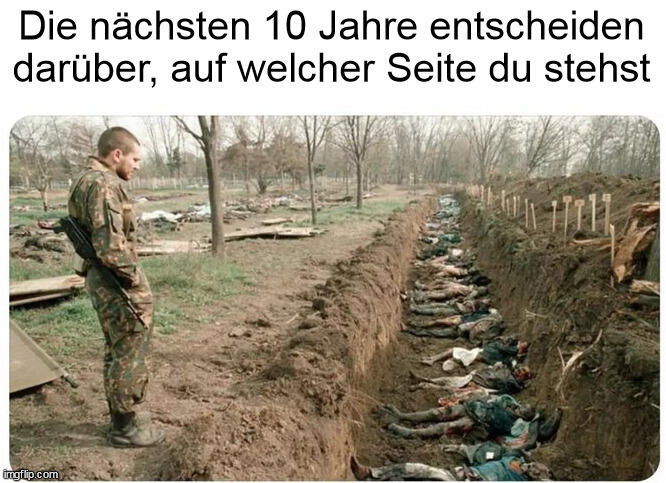 Die nächsten 10 Jahre entscheiden
darüber, auf welcher Seite du stehst
imgflip.com